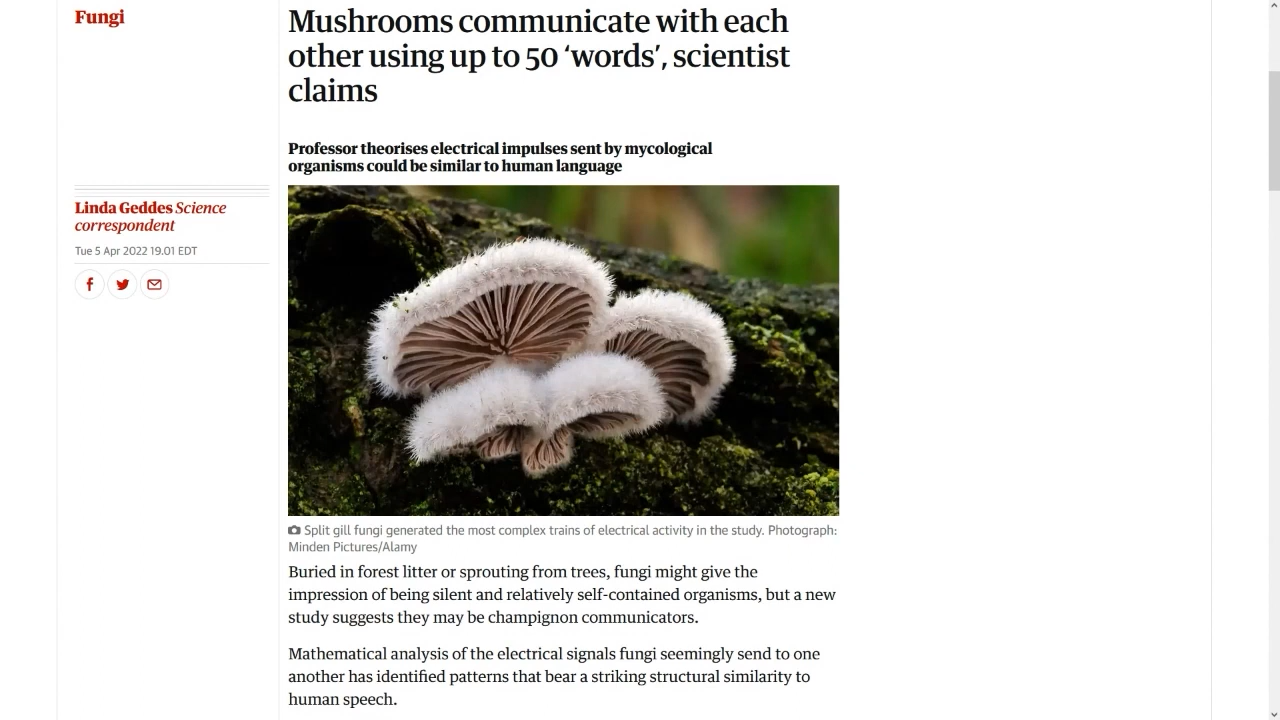 Fungi
Mushrooms communicate with each
other using up to 50 ‘words’, scientist
claims
Professor theorises electrical impulses sent by mycological
organisms could be similar to human language
Linda Geddes Science
correspondent
Tue 5 Apr 2022 19.01 EDT
Split gill fungi generated the most complex trains of electrical activity in the study. Photograph:
Minden Pictures/Alamy
Buried in forest litter or sprouting from trees, fungi might give the
impression of being silent and relatively self-contained organisms, but a new
study suggests they may be champignon communicators.
Mathematical analysis of the electrical signals fungi seemingly send to one
another has identified patterns that bear a striking structural similarity to
human speech.